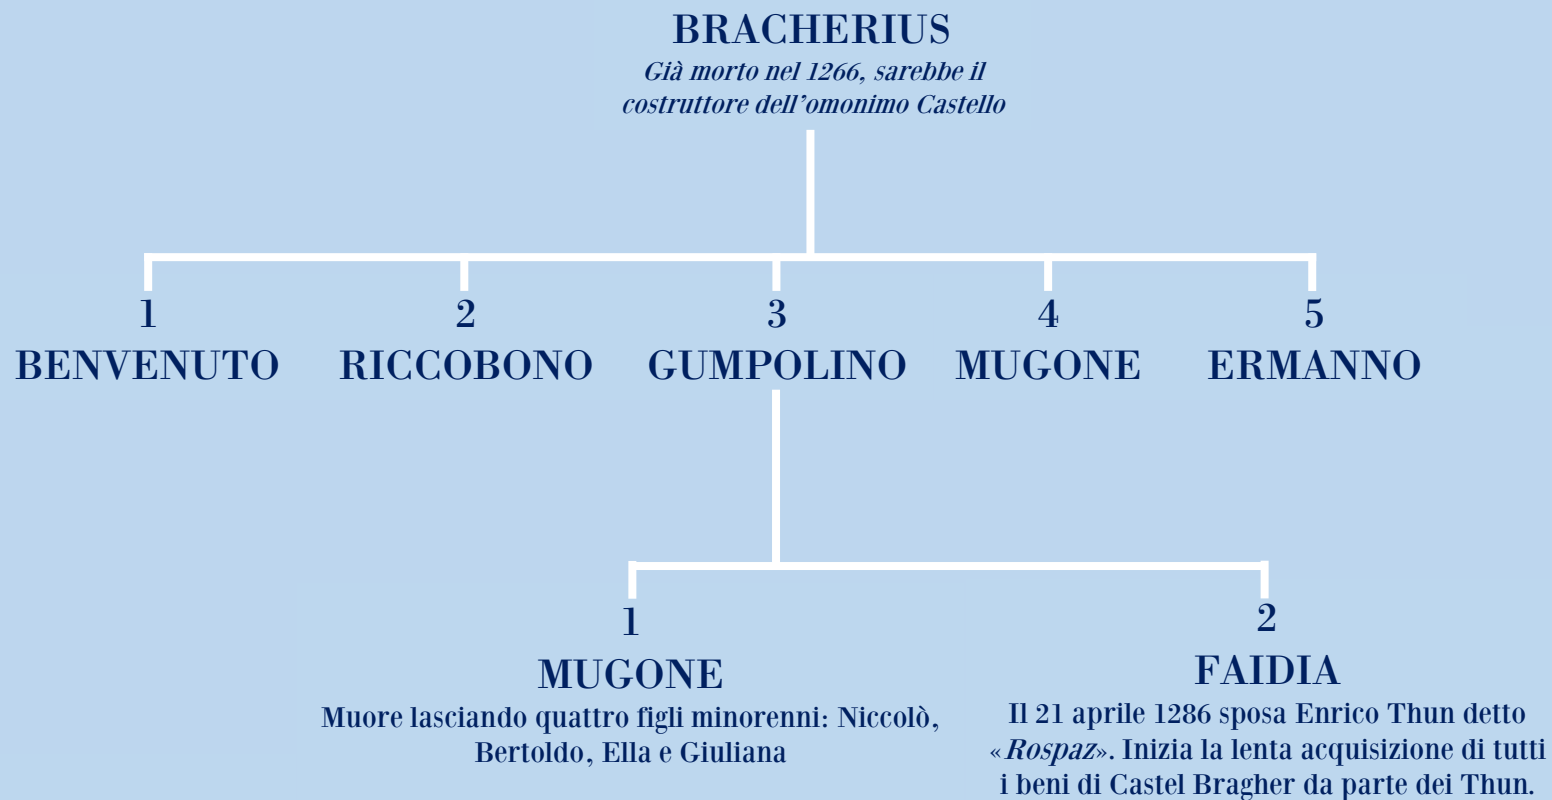 BRACHERIUS
Già morto nel 1266, sarebbe il
costruttore dell’omonimo Castello
1
BENVENUTO
2
RICCOBONO
3
GUMPOLINO
4
MUGONE
5
ERMANNO
1
MUGONE
Muore lasciando quattro figli minorenni: Niccolò,
Bertoldo, Ella e Giuliana
2
FAIDIA
Il 21 aprile 1286 sposa Enrico Thun detto
«Rospaz». Inizia la lenta acquisizione di tutti
i beni di Castel Bragher da parte dei Thun.